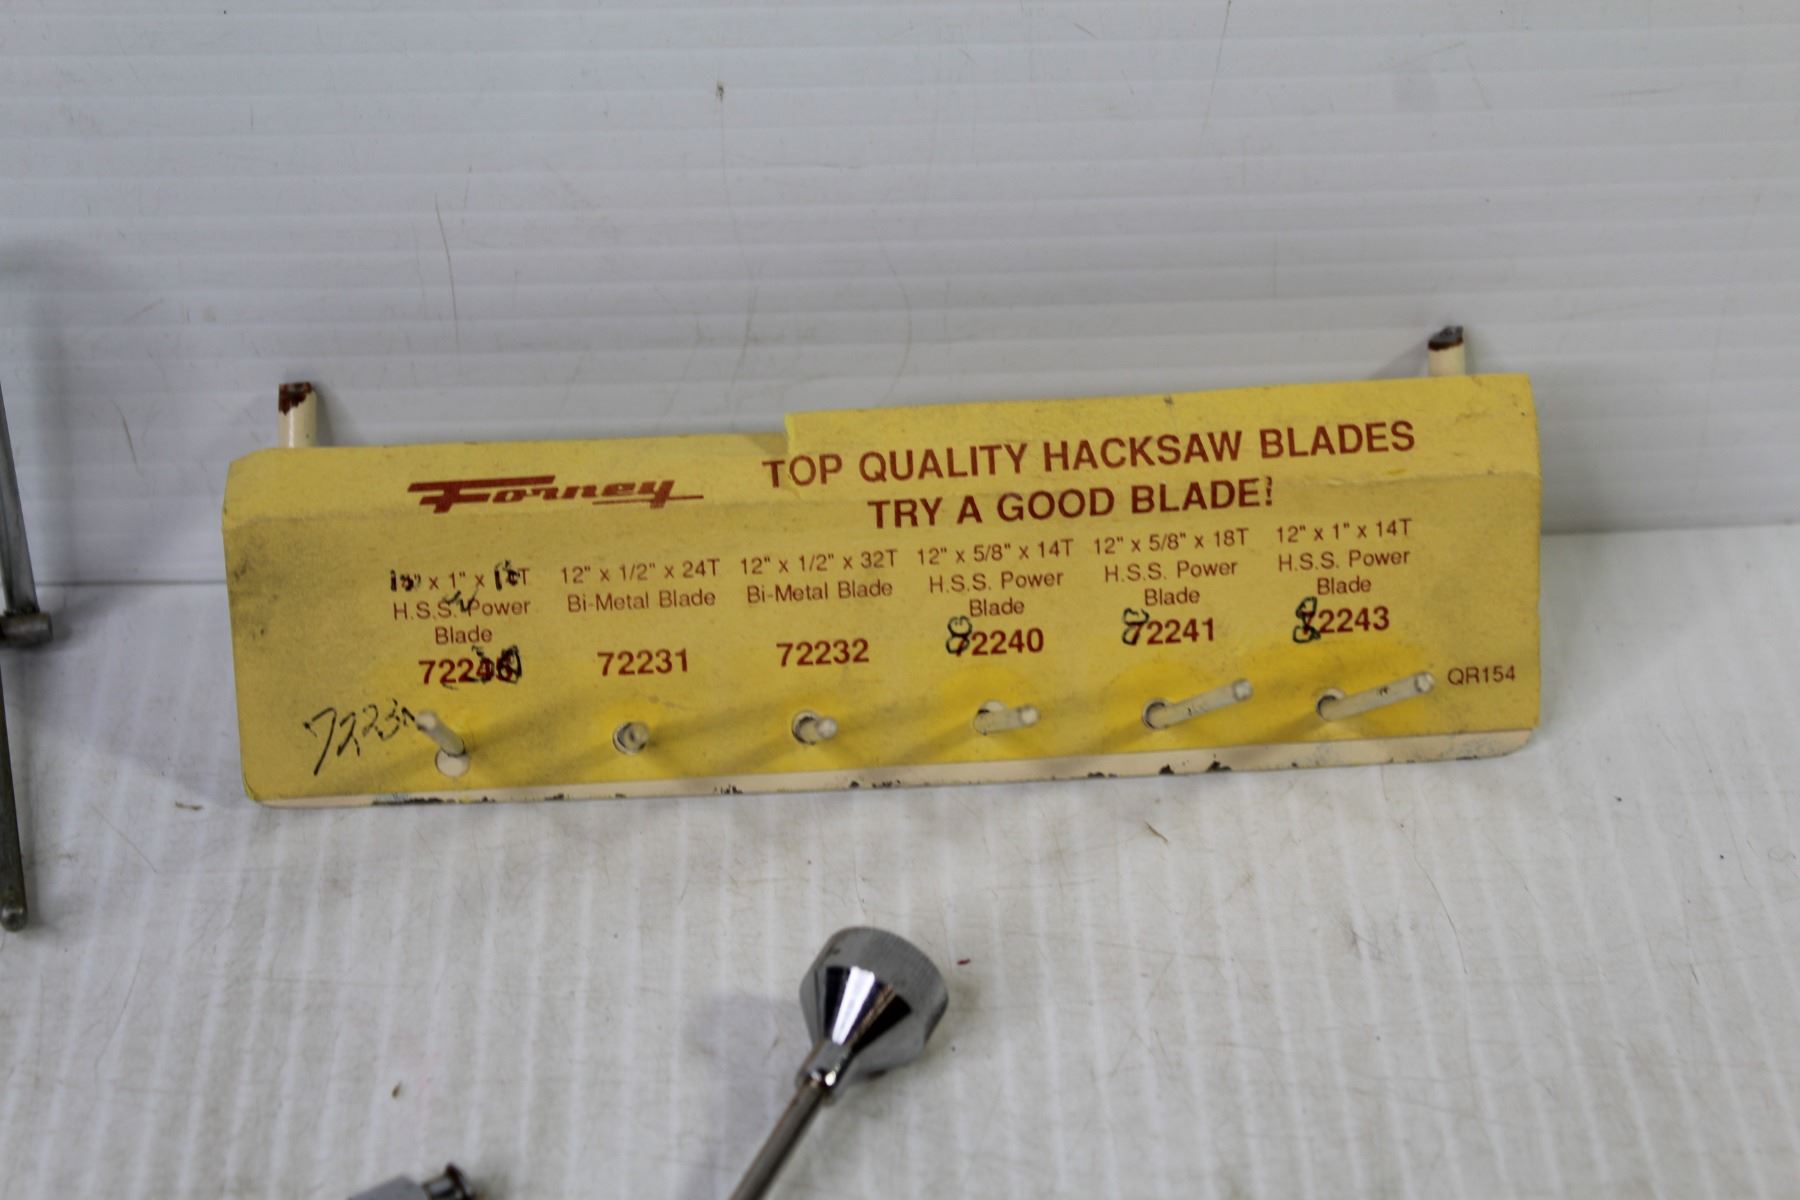 Forney
TOP QUALITY HACKSAW BLADES
TRY A GOOD BLADE!
x 1" x
H.S.S. Power
Blade
12" x 1/2" x 24T
Bi-Metal Blade
72231
12" x 1/2" x 32T
Bi-Metal Blade
72232
12" x 5/8" x 14T
H.S.S. Power
Blade
72240
12" x 5/8" x 18T
H.S.S. Power
Blade
72241
12" x 1" x 14T
H.S.S. Power
Blade
72243
QR154